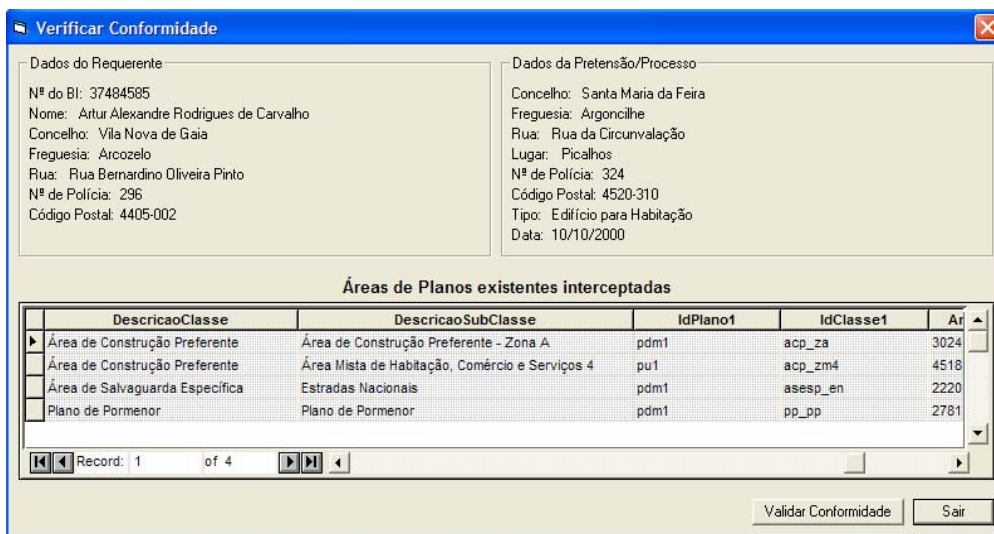 Verificar Conformidade
Dados do Requerente
Nº do BI: 37484585
Nome: Artur Alexandre Rodrigues de Carvalho
Concelho: Vila Nova de Gaia
Freguesia: Arcozelo
Rua: Rua Bernardino Oliveira Pinto
Nº de Polícia: 296
Código Postal: 4405-002
Dados da Pretensão/Processo
Concelho: Santa Maria da Feira
Freguesia: Argoncilhe
Rua: Rua da Circunvalação
Lugar: Picalhos
Nº de Polícia: 324
Código Postal: 4520-310
Tipo: Edifício para Habitação
Data: 10/10/2000
Áreas de Planos existentes interceptadas
DescricaoClasse DescricaoSubClasse IdPlano1 IdClasse1 Ar
Área de Construção Preferente Área de Construção Preferente - Zona A pdm1 acp_za 3024
Área de Construção Preferente Área Mista de Habitação, Comércio e Serviços 4 pu1 acp_zm4 4518
Área de Salvaguarda Específica Estradas Nacionais pdm1 asesp_en 2220
Plano de Pormenor Plano de Pormenor pdm1 pp_pp 2781
Record: 1 of 4
Validar Conformidade Sair